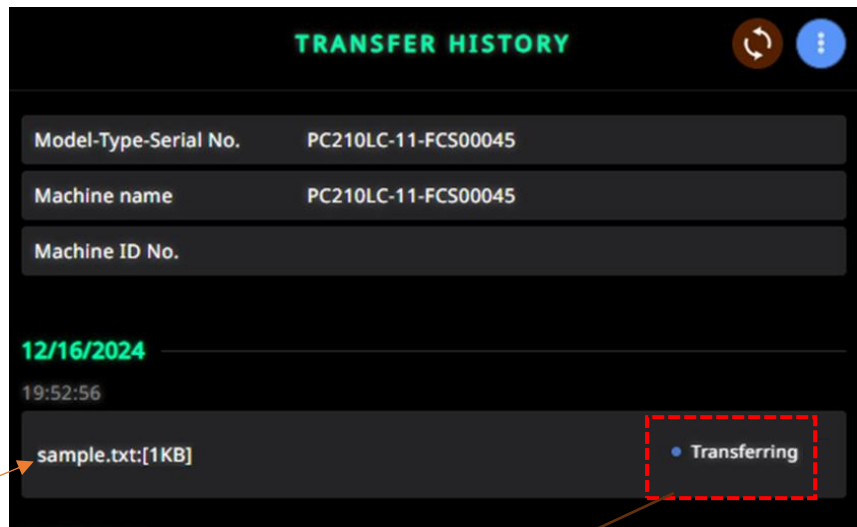 TRANSFER HISTORY
Model-Type-Serial No. PC210LC-11-FCS00045
Machine name PC210LC-11-FCS00045
Machine ID No.
12/16/2024
19:52:56
sample.txt:[1KB] Transferring